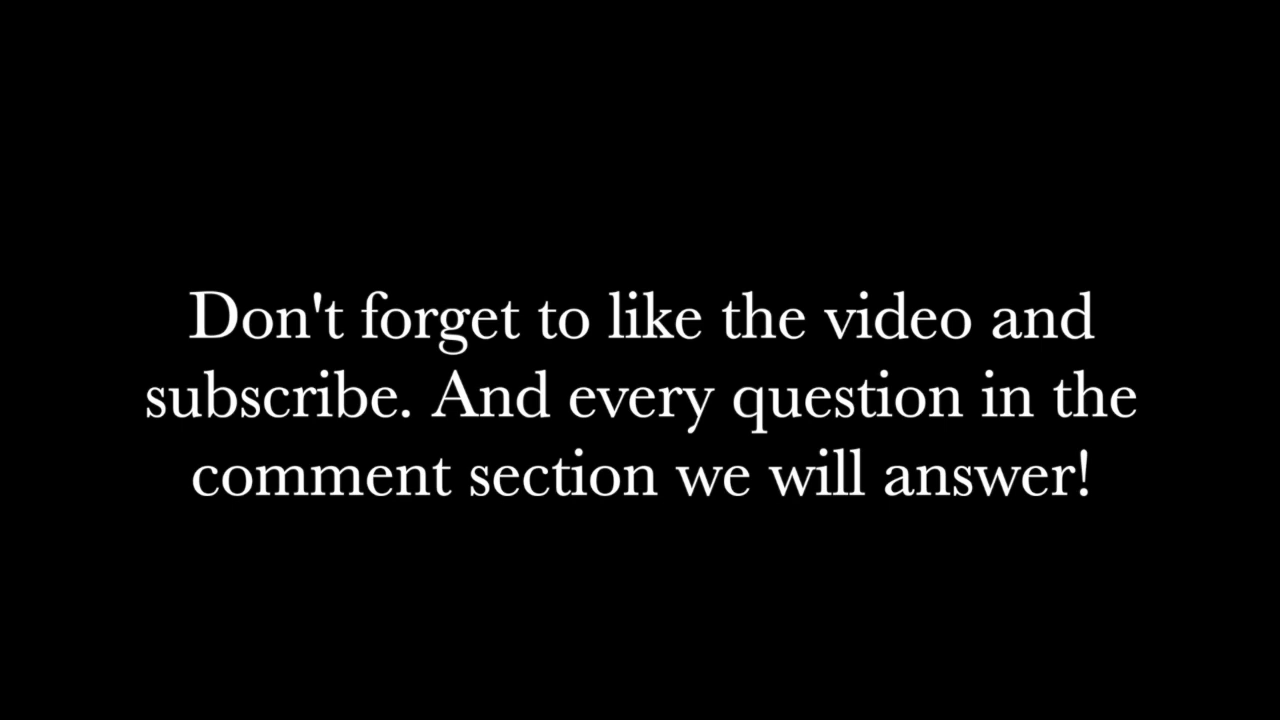 Don't forget to like the video and
subscribe. And every question in the
comment section we will answer!